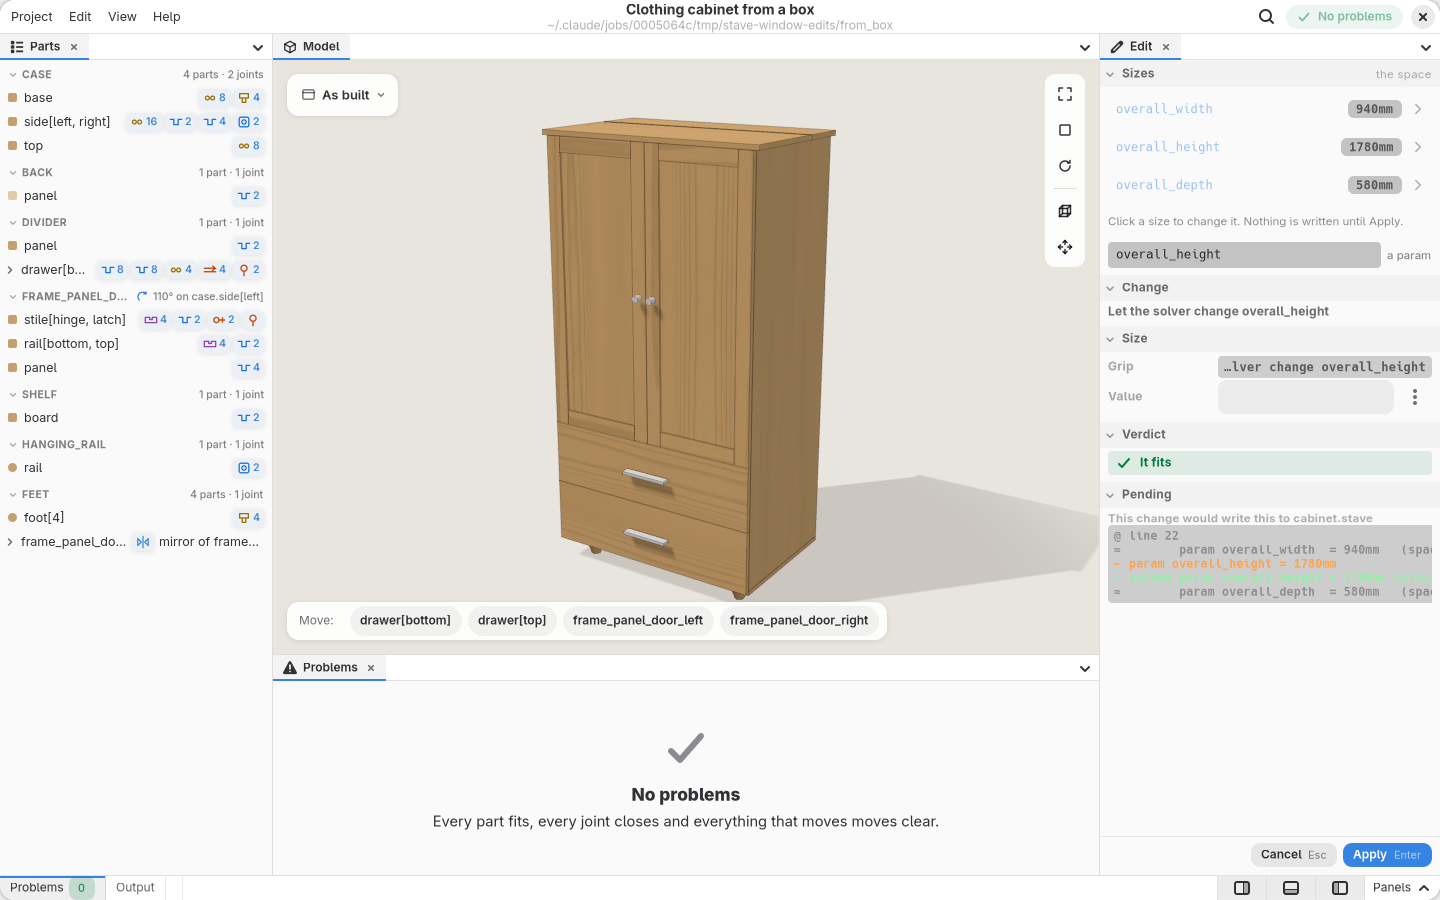 Project Edit View Help
Clothing cabinet from a box
~/.claude/jobs/0005064c/tmp/stave-window-edits/from_box
No problems
Parts
Model
Edit
CASE 4 parts · 2 joints
base 8 4
side[left, right] 16 2 4 2
top 8
BACK 1 part · 1 joint
panel 2
DIVIDER 1 part · 1 joint
panel 2
drawer[b... 8 8 4 4 2
FRAME_PANEL_D... 110° on case.side[left]
stile[hinge, latch] 4 2 2
rail[bottom, top] 4 2
panel 4
SHELF 1 part · 1 joint
board 2
HANGING_RAIL 1 part · 1 joint
rail 2
FEET 4 parts · 1 joint
foot[4] 4
frame_panel_do... mirror of frame...
As built
Move: drawer[bottom] drawer[top] frame_panel_door_left frame_panel_door_right
Problems
No problems
Every part fits, every joint closes and everything that moves moves clear.
Sizes the space
overall_width 940mm
overall_height 1780mm
overall_depth 580mm
Click a size to change it. Nothing is written until Apply.
overall_height a param
Change
Let the solver change overall_height
Size
Grip …lver change overall_height
Value
Verdict
It fits
Pending
This change would write this to cabinet.stave
@ line 22
= param overall_width = 940mm (spac
− param overall_height = 1780mm
= param overall_depth = 580mm (spac
Cancel Esc Apply Enter
Problems 0 Output
Panels